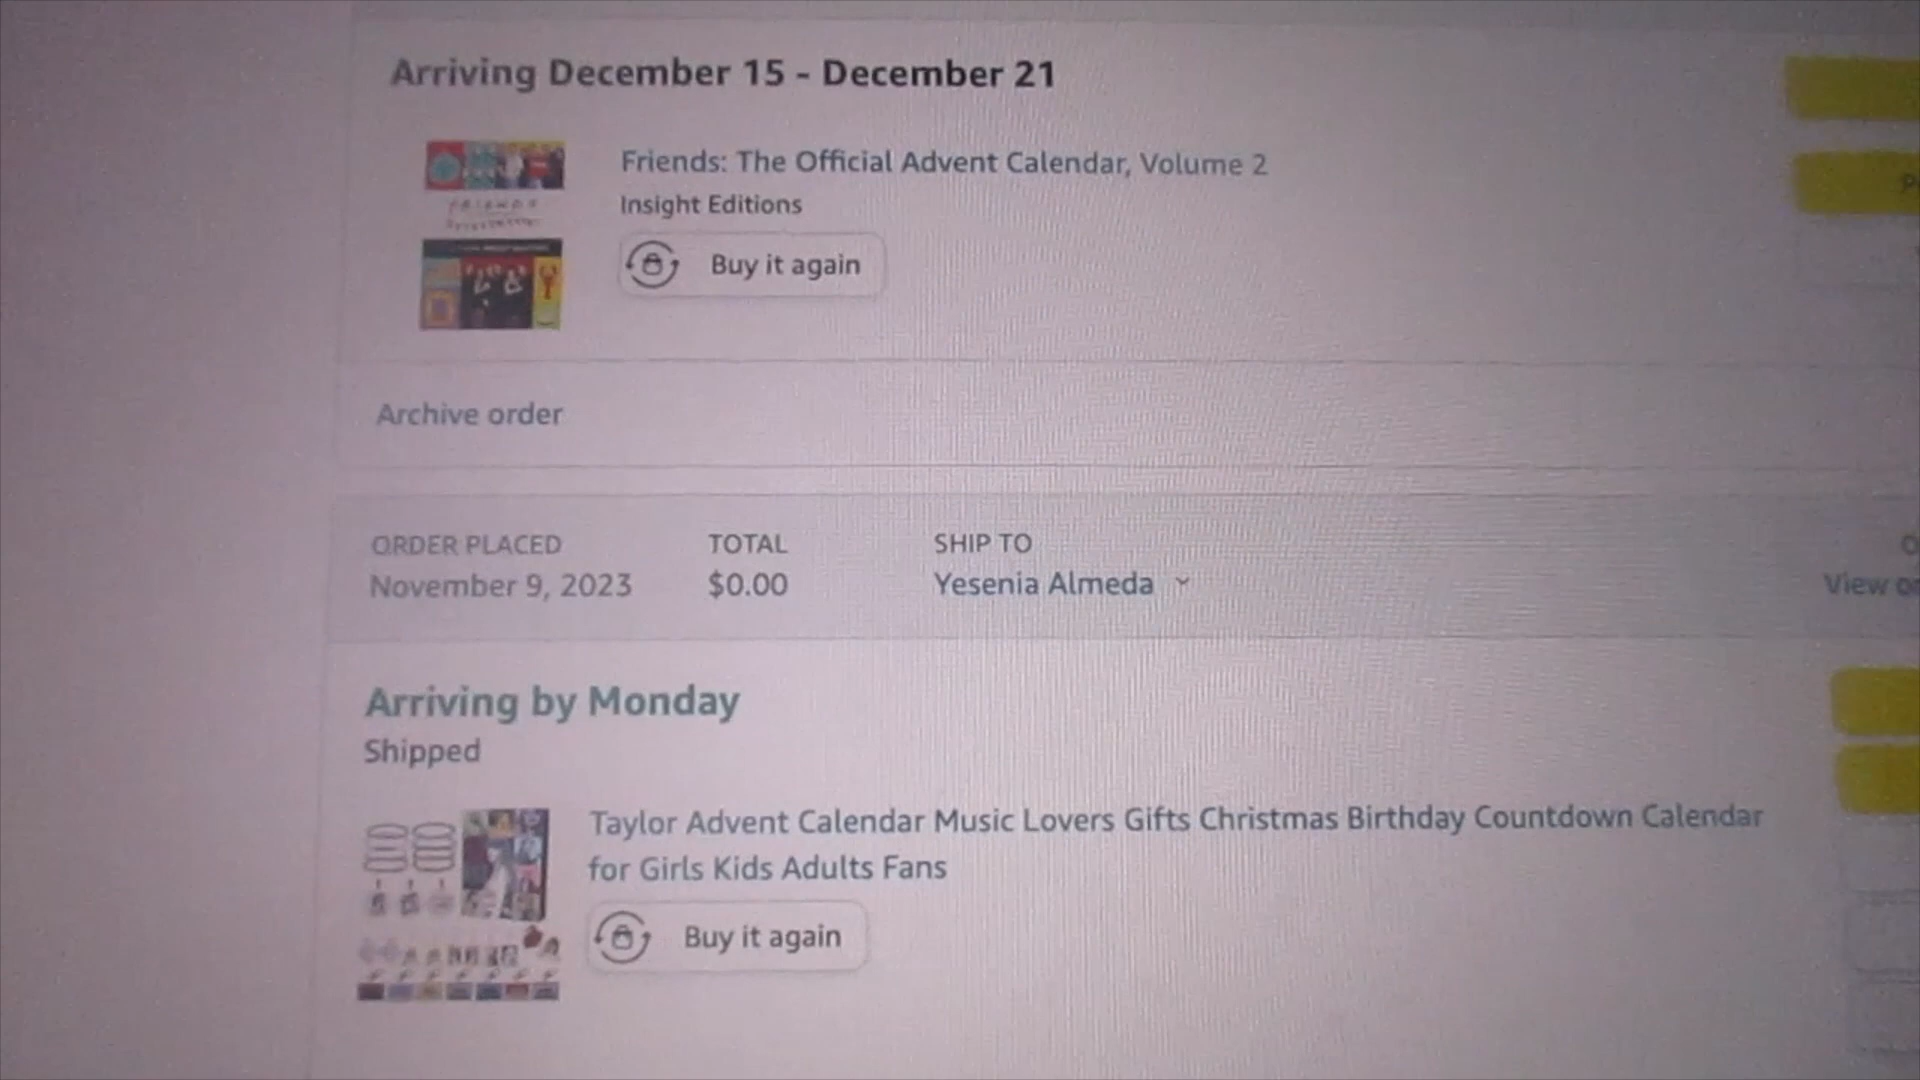 Arriving December 15 - December 21
Friends: The Official Advent Calendar, Volume 2
Insight Editions
Buy it again
Archive order
ORDER PLACED
TOTAL
SHIP TO
November 9, 2023
$0.00
Yesenia Almeda
View
Arriving by Monday
Shipped
Taylor Advent Calendar Music Lovers Gifts Christmas Birthday Countdown Calendar
for Girls Kids Adults Fans
Buy it again